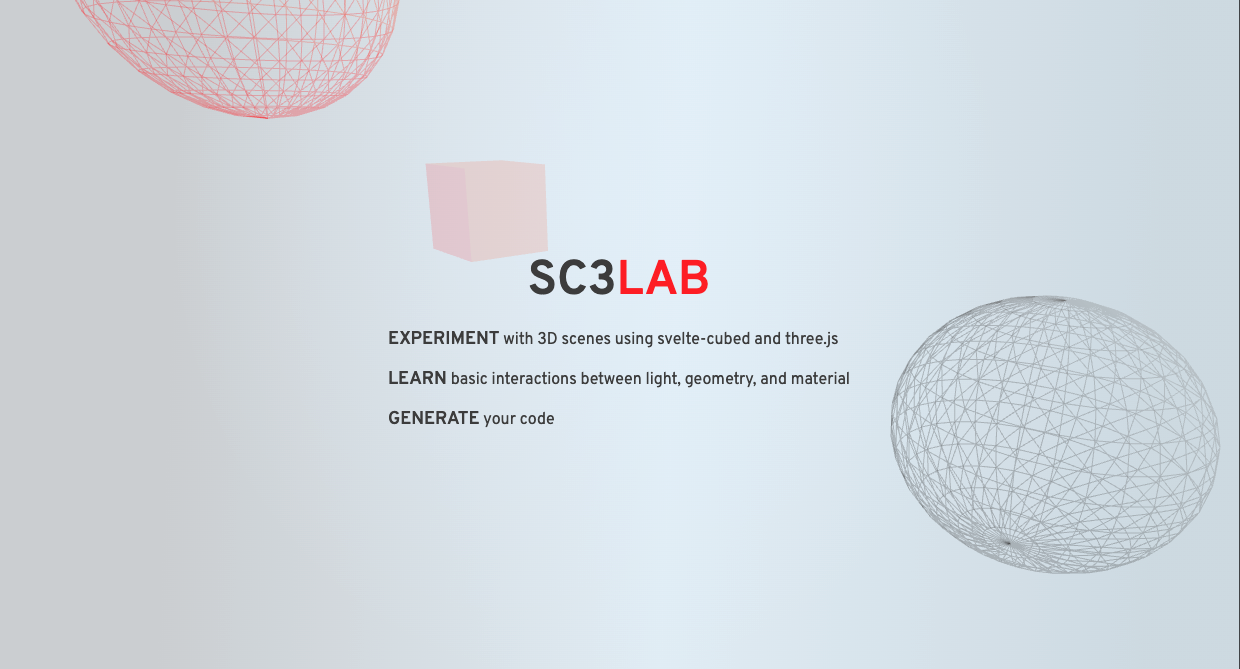 SC3LAB
EXPERIMENT with 3D scenes using svelte-cubed and three.js
LEARN basic interactions between light, geometry, and material
GENERATE your code